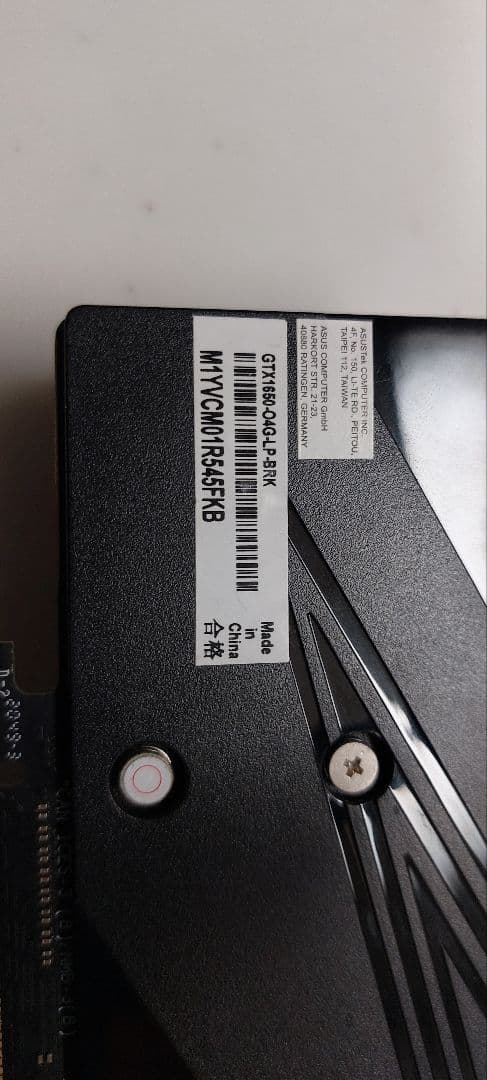 ASUSTek COMPUTER INC.
4F, No. 150, LI-TE RD., PEITOU,
TAIPEI 112, TAIWAN
ASUS COMPUTER GmbH
HARKORT STR. 21-23,
40880 RATINGEN, GERMANY
GTX1650-O4G-LP-BRK
M1YVCM01R545FKB
Made
in
China
合格